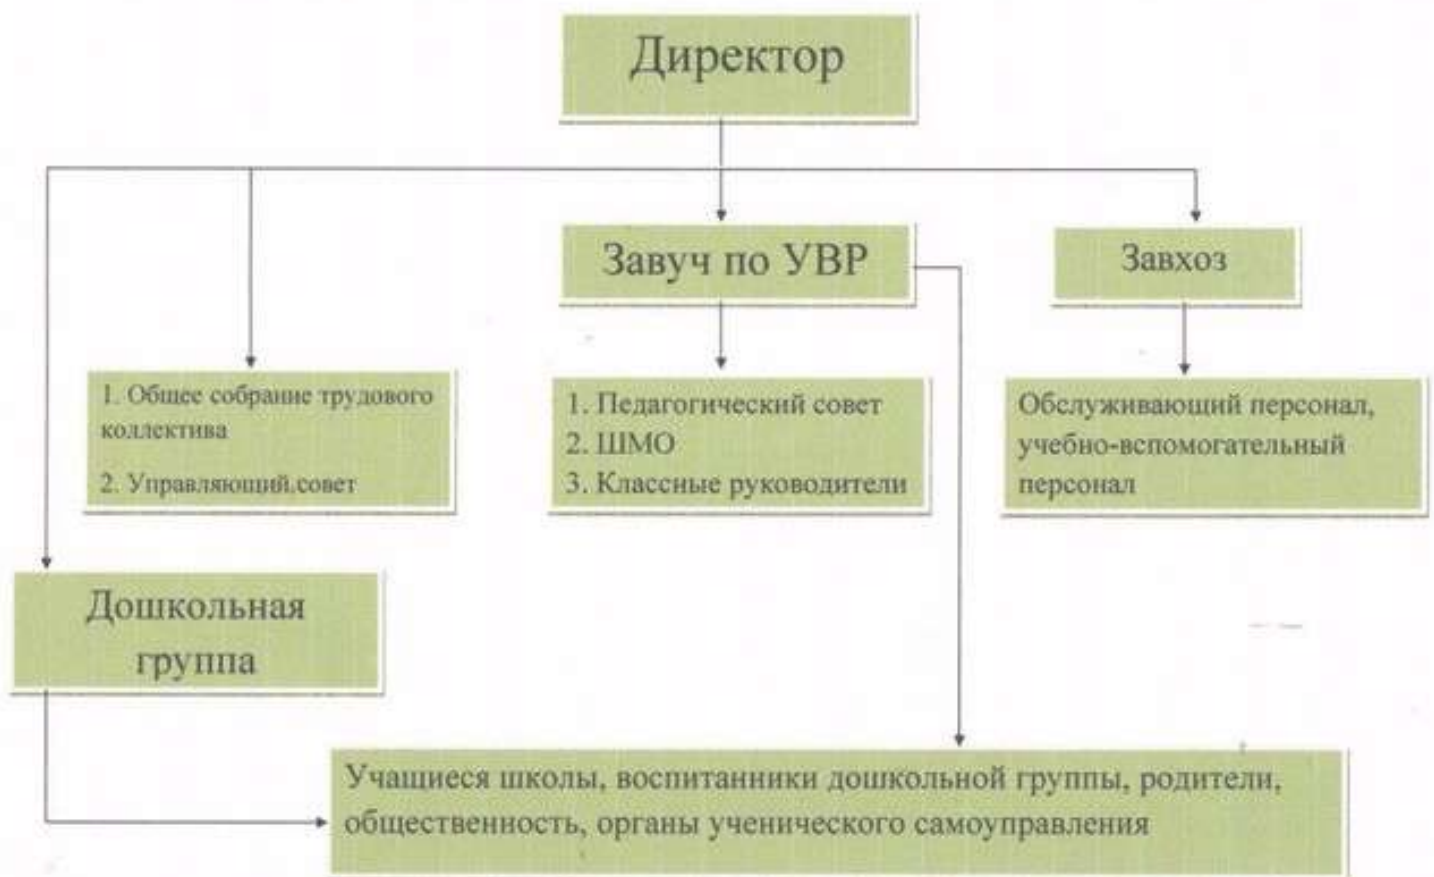 Директор
Завуч по УВР
Завхоз
1. Общее собрание трудового
коллектива
2. Управляющий.совет
1. Педагогический совет
2. ШМО
3. Классные руководители
Обслуживающий персонал,
учебно-вспомогательный
персонал
Дошкольная
группа
Учащиеся школы, воспитанники дошкольной группы, родители,
общественность, органы ученического самоуправления